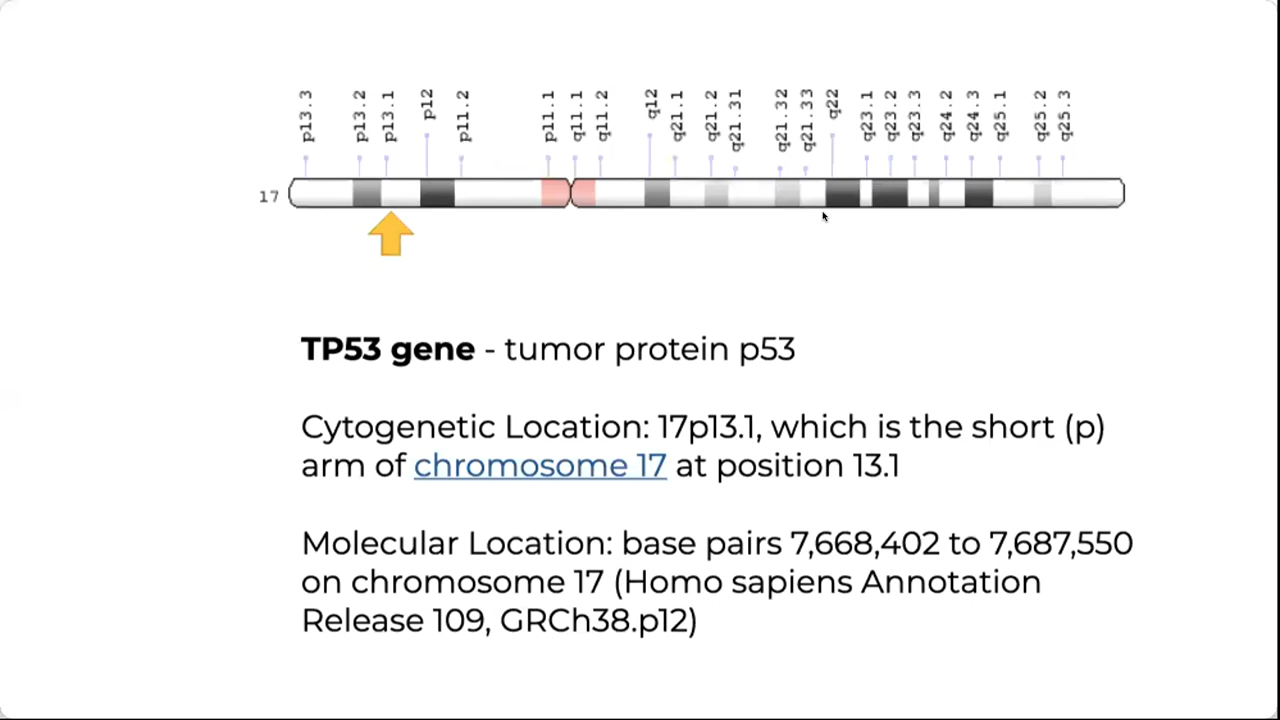 p13.3
p13.2
p13.1
p12
p11.2
p11.1
q11.1
q11.2
q12
q21.1
q21.2
q21.31
q21.32
q21.33
q22
q23.1
q23.2
q23.3
q24.2
q24.3
q25.1
q25.2
q25.3
17
TP53 gene - tumor protein p53
Cytogenetic Location: 17p13.1, which is the short (p)
arm of chromosome 17 at position 13.1
Molecular Location: base pairs 7,668,402 to 7,687,550
on chromosome 17 (Homo sapiens Annotation
Release 109, GRCh38.p12)